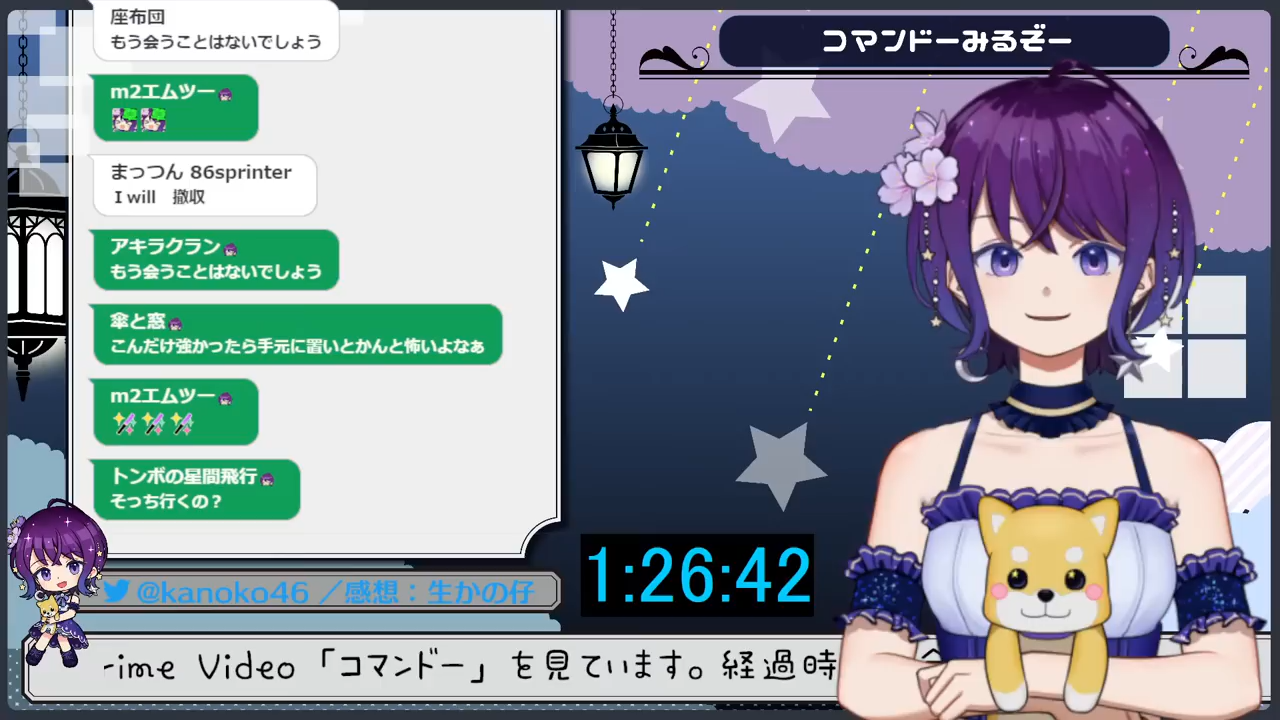 座布団
もう会うことはないでしょう
m2エムツー
まっつん 86sprinter
I will　撤収
アキラクラン
もう会うことはないでしょう
傘と窓
こんだけ強かったら手元に置いとかんと怖いよなぁ
m2エムツー
トンボの星間飛行
そっち行くの？
コマンドーみるぞー
1:26:42
@kanoko46 ／感想：生かの仔
rime Video「コマンドー」を見ています。経過時